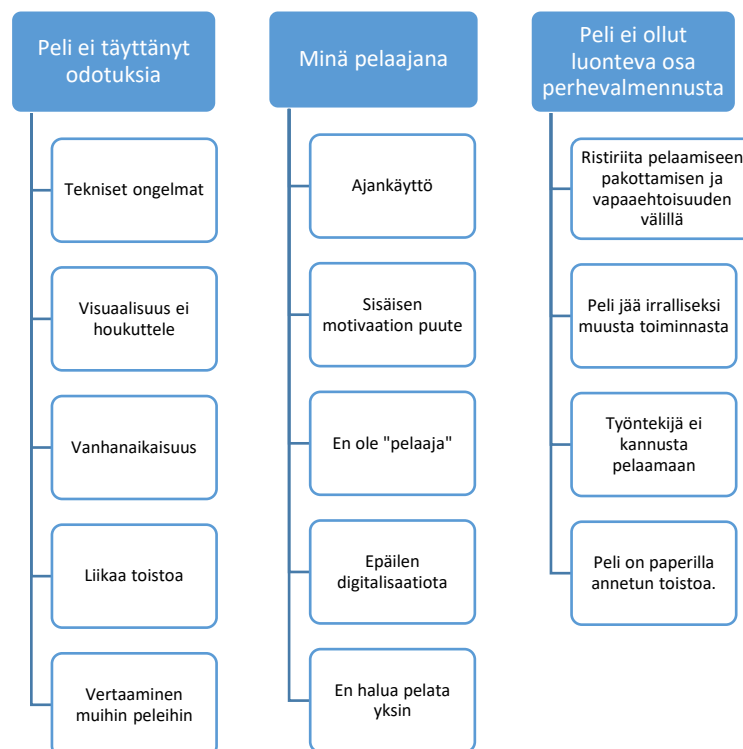 Peli ei täyttänyt
odotuksia
Tekniset ongelmat
Visuaalisuus ei
houkuttele
Vanhanaikaisuus
Liikaa toistoa
Vertaaminen
muihin peleihin
Minä pelaajana
Ajankäyttö
Sisäisen
motivaation puute
En ole "pelaaja"
Epäilen
digitalisaatiota
En halua pelata
yksin
Peli ei ollut
luonteva osa
perhevalmennusta
Ristiriita pelaamiseen
pakottamisen ja
vapaaehtoisuuden
välillä
Peli jää irralliseksi
muusta toiminnasta
Työntekijä ei
kannusta
pelaamaan
Peli on paperilla
annetun toistoa.